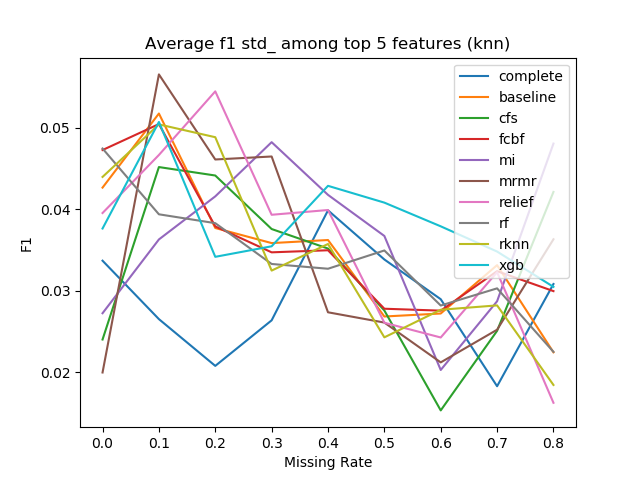 Average f1 std_ among top 5 features (knn)
F1
0.05
0.04
0.03
0.02
0.0 0.1 0.2 0.3 0.4 0.5 0.6 0.7 0.8
Missing Rate
complete
baseline
cfs
fcbf
mi
mrmr
relief
rf
rknn
xgb